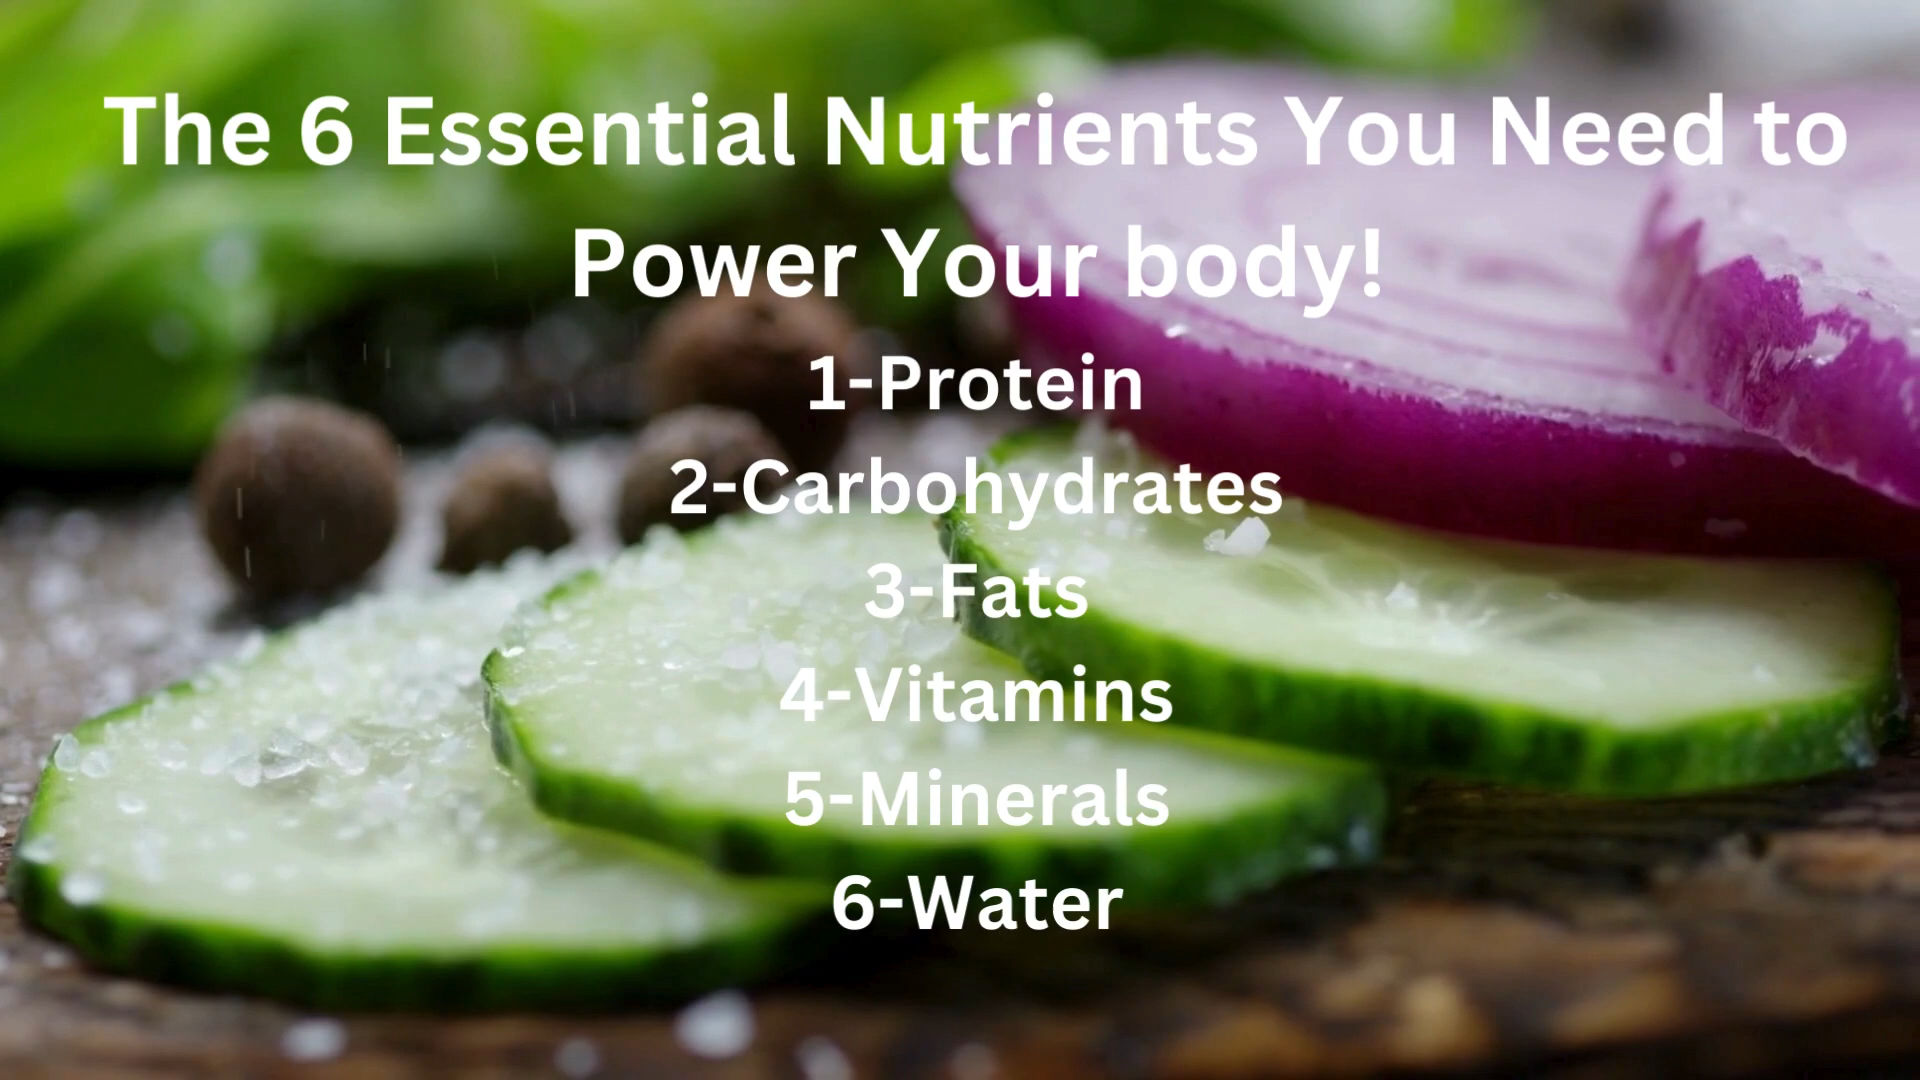 The 6 Essential Nutrients You Need to
Power Your body!
1-Protein
2-Carbohydrates
3-Fats
4-Vitamins
5-Minerals
6-Water